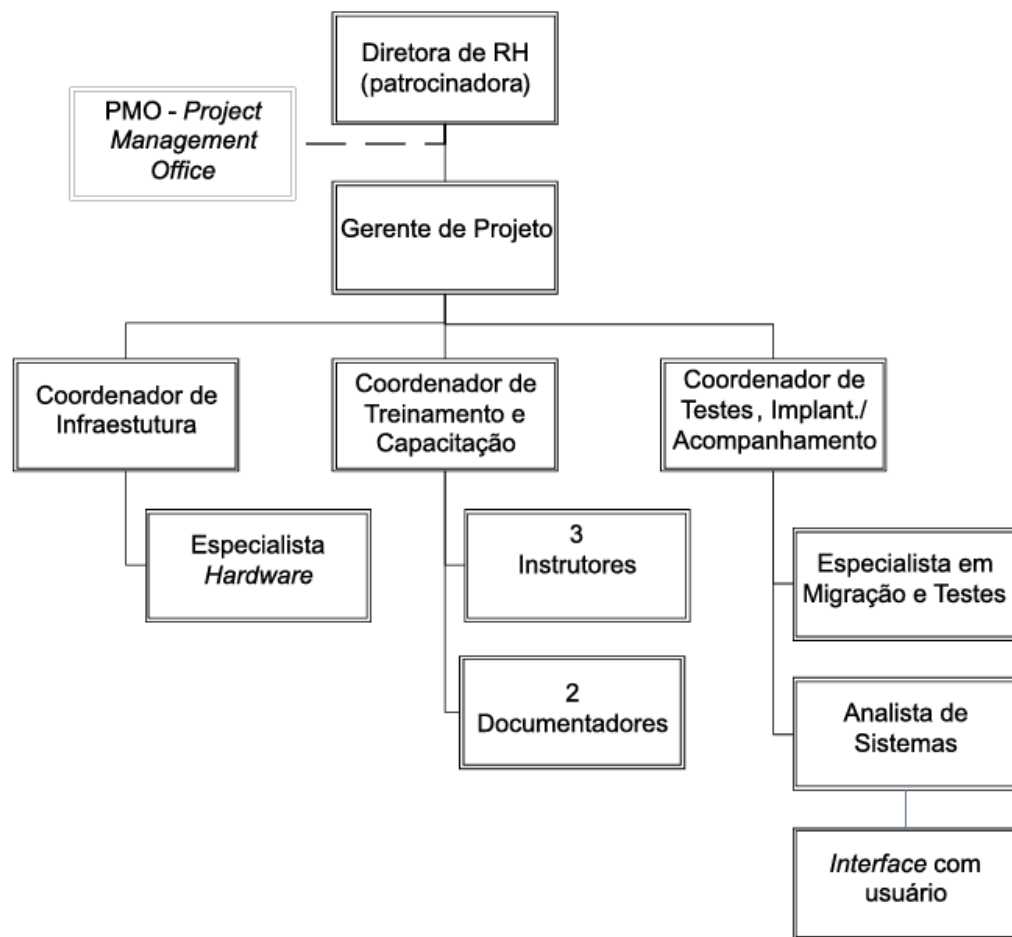 Diretora de RH
(patrocinadora)
PMO - Project
Management
Office
Gerente de Projeto
Coordenador de
Infraestutura
Coordenador de
Treinamento e
Capacitação
Coordenador de
Testes, Implant./
Acompanhamento
Especialista
Hardware
3
Instrutores
Especialista em
Migração e Testes
2
Documentadores
Analista de
Sistemas
Interface com
usuário